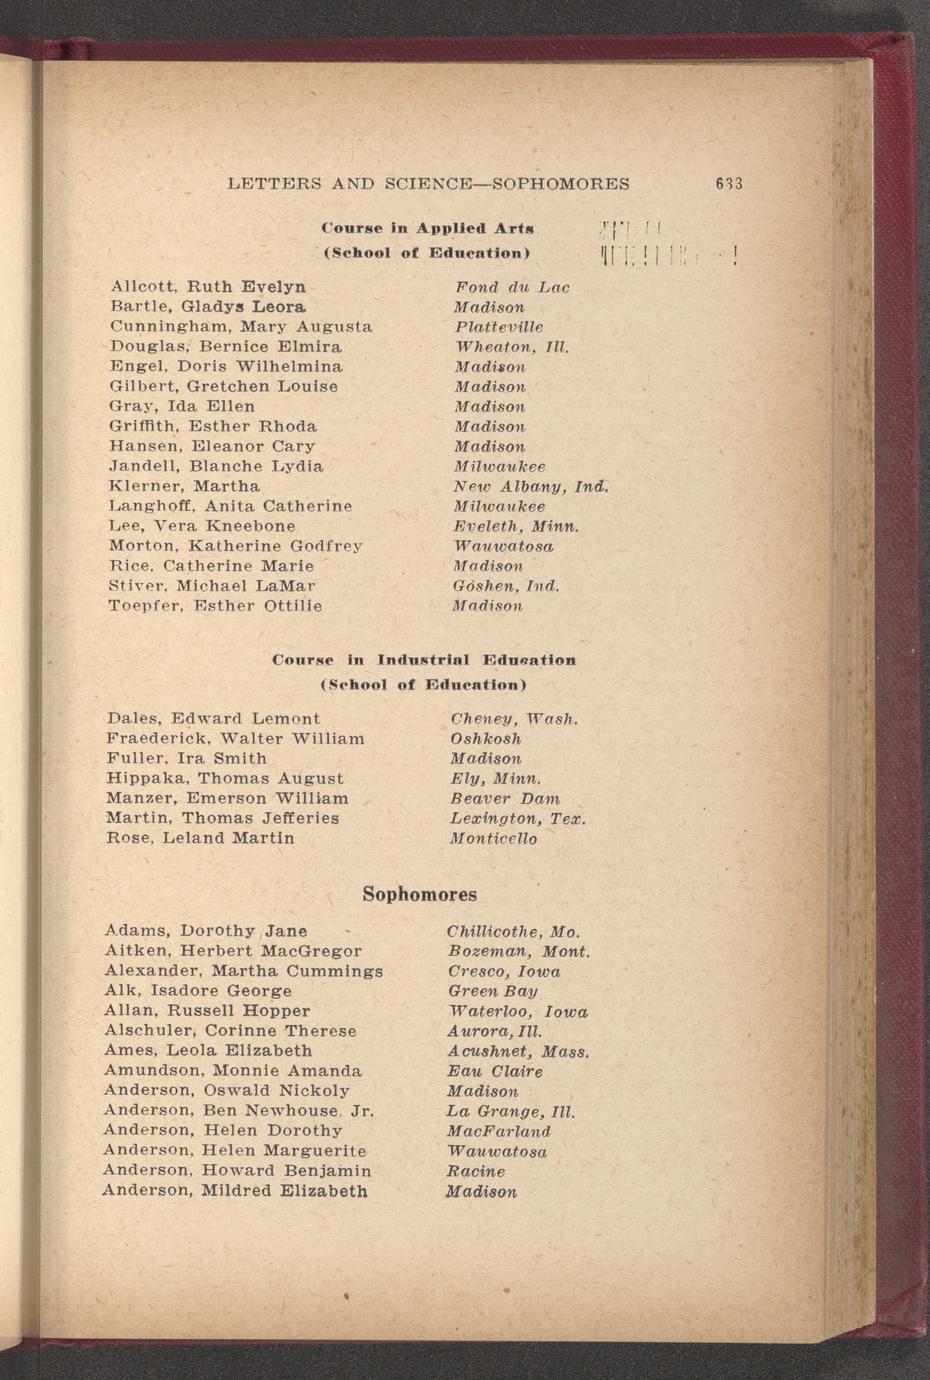 LETTERS AND SCIENCE—SOPHOMORES 633
Course in Applied Arts
(School of Education)
Allcott, Ruth Evelyn Fond du Lac
Bartle, Gladys Leora Madison
Cunningham, Mary Augusta Platteville
Douglas, Bernice Elmira Wheaton, Ill.
Engel, Doris Wilhelmina Madison
Gilbert, Gretchen Louise Madison
Gray, Ida Ellen Madison
Griffith, Esther Rhoda Madison
Hansen, Eleanor Cary Madison
Jandell, Blanche Lydia Milwaukee
Klerner, Martha New Albany, Ind.
Langhoff, Anita Catherine Milwaukee
Lee, Vera Kneebone Eveleth, Minn.
Morton, Katherine Godfrey Wauwatosa
Rice, Catherine Marie Madison
Stiver, Michael LaMar Goshen, Ind.
Toepfer, Esther Ottilie Madison
Course in Industrial Education
(School of Education)
Dales, Edward Lemont Cheney, Wash.
Fraederick, Walter William Oshkosh
Fuller, Ira Smith Madison
Hippaka, Thomas August Ely, Minn.
Manzer, Emerson William Beaver Dam
Martin, Thomas Jefferies Lexington, Tex.
Rose, Leland Martin Monticello
Sophomores
Adams, Dorothy Jane Chillicothe, Mo.
Aitken, Herbert MacGregor Bozeman, Mont.
Alexander, Martha Cummings Cresco, Iowa
Alk, Isadore George Green Bay
Allan, Russell Hopper Waterloo, Iowa
Alschuler, Corinne Therese Aurora, Ill.
Ames, Leola Elizabeth Acushnet, Mass.
Amundson, Monnie Amanda Eau Claire
Anderson, Oswald Nickoly Madison
Anderson, Ben Newhouse, Jr. La Grange, Ill.
Anderson, Helen Dorothy MacFarland
Anderson, Helen Marguerite Wauwatosa
Anderson, Howard Benjamin Racine
Anderson, Mildred Elizabeth Madison